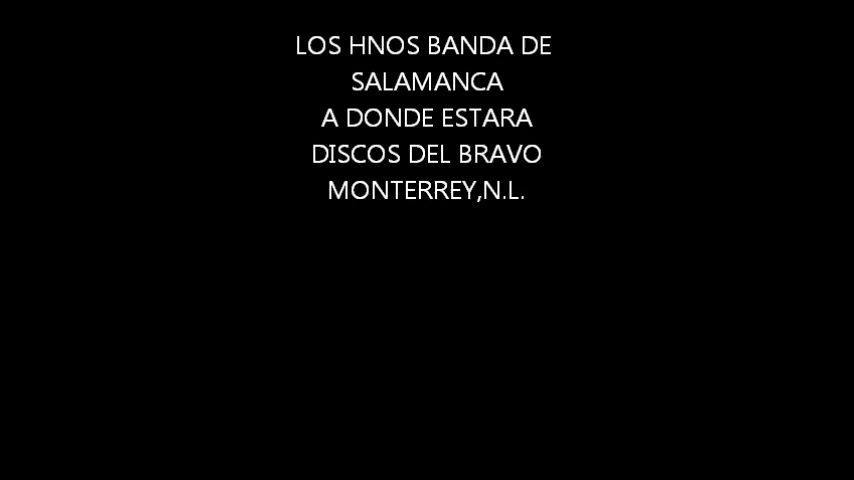 LOS HNOS BANDA DE
SALAMANCA
A DONDE ESTARA
DISCOS DEL BRAVO
MONTERREY,N.L.